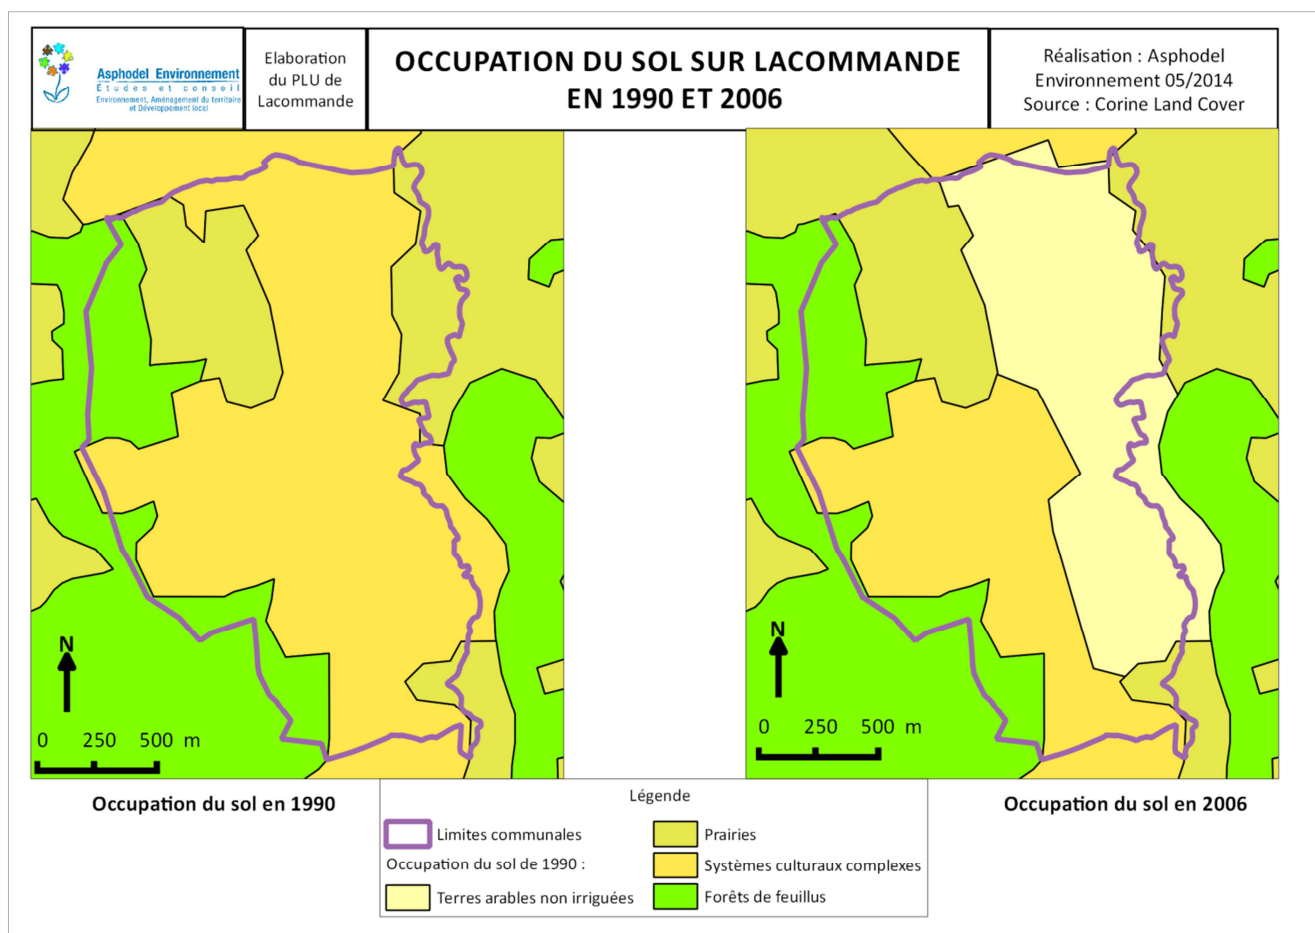 Asphodel Environnement
Études et conseil
Environnement, Aménagement du territoire
et Développement local
Elaboration
du PLU de
Lacommande
OCCUPATION DU SOL SUR LACOMMANDE
EN 1990 ET 2006
Réalisation : Asphodel
Environnement 05/2014
Source : Corine Land Cover
N
0 250 500 m
N
0 250 500 m
Occupation du sol en 1990
Occupation du sol en 2006
Légende
Limites communales
Occupation du sol de 1990 :
Terres arables non irriguées
Prairies
Systèmes culturaux complexes
Forêts de feuillus